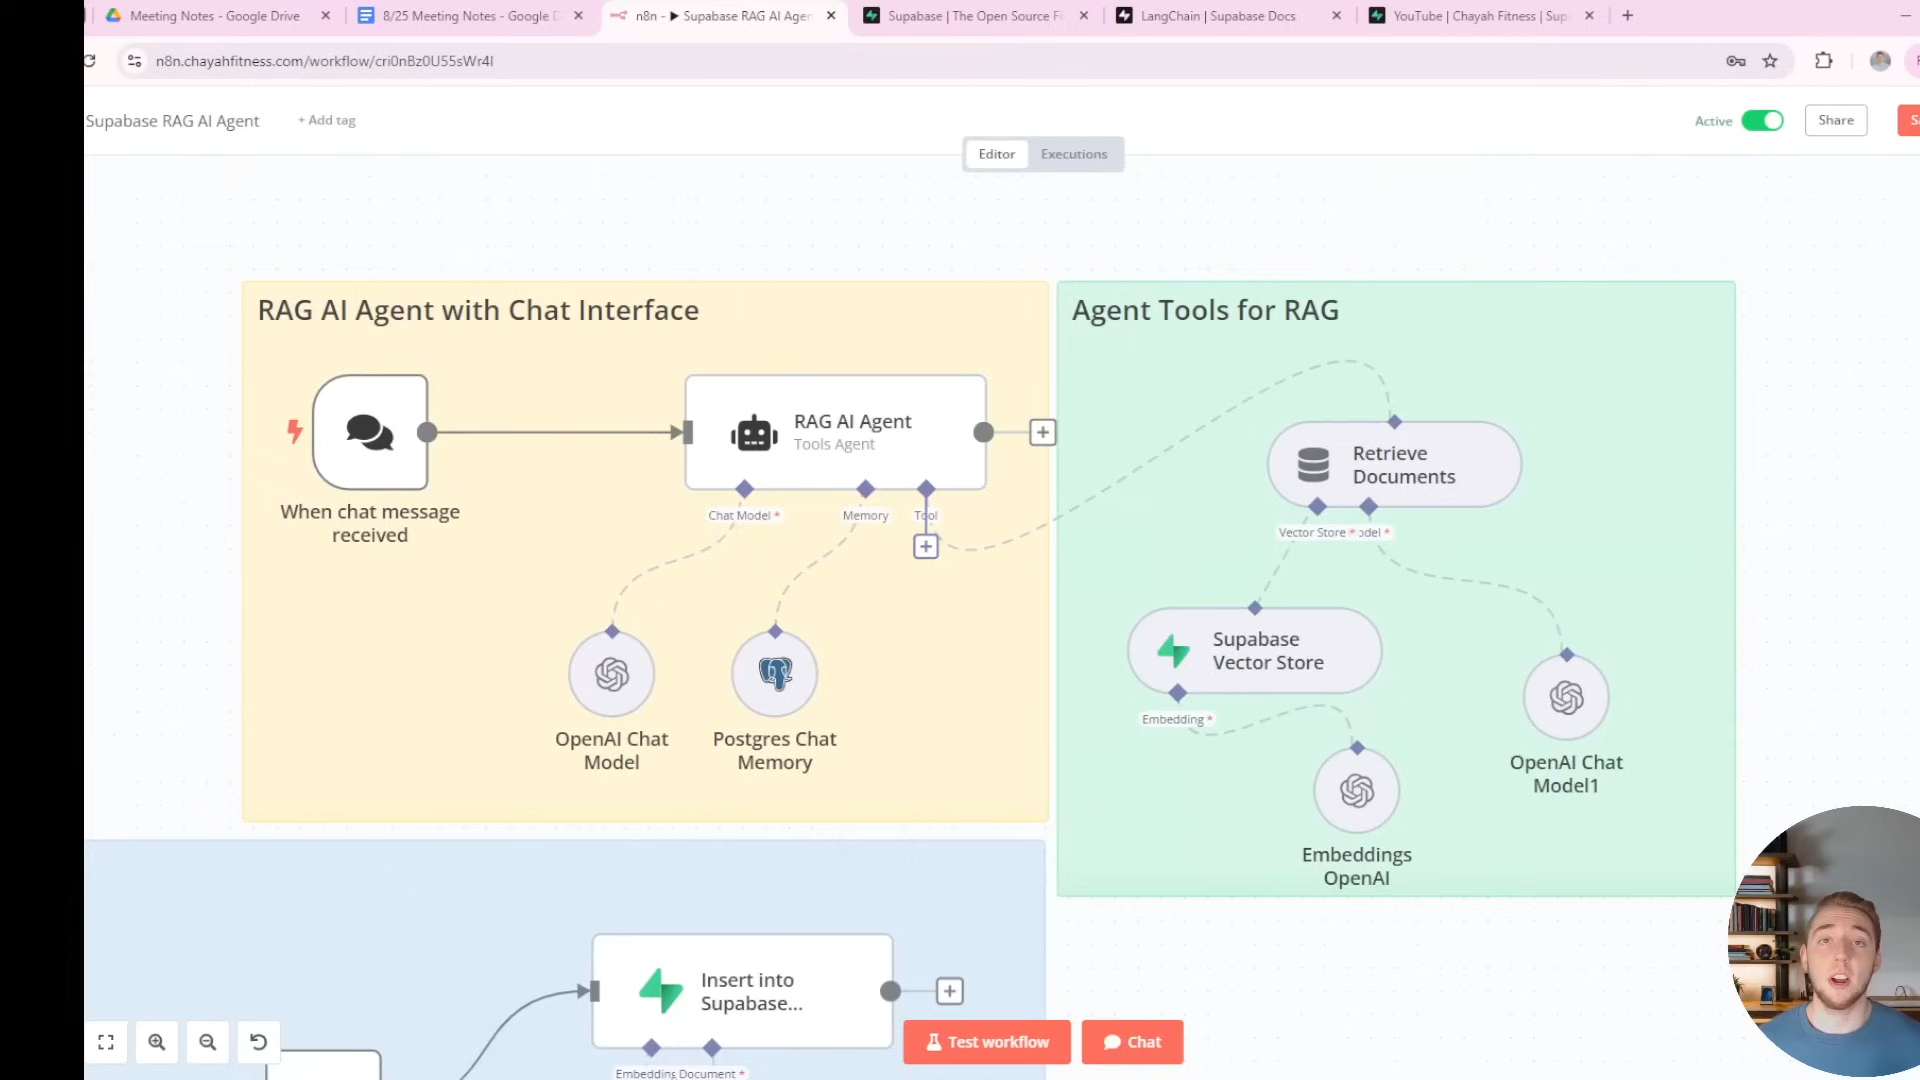 Meeting Notes - Google Drive
8/25 Meeting Notes - Google D
n8n - ▶ Supabase RAG AI Agen
Supabase | The Open Source Fi
LangChain | Supabase Docs
YouTube | Chayah Fitness | Sup
n8n.chayahfitness.com/workflow/cri0nBz0U55sWr4l
Supabase RAG AI Agent
+ Add tag
Active
Share
S
Editor
Executions
RAG AI Agent with Chat Interface
Agent Tools for RAG
RAG AI Agent
Tools Agent
Retrieve
Documents
When chat message
received
Chat Model *
Memory
Tool
Vector Store *
odel *
Supabase
Vector Store
Embedding *
OpenAI Chat
Model
Postgres Chat
Memory
OpenAI Chat
Model1
Embeddings
OpenAI
Insert into
Supabase...
Test workflow
Chat
Embedding
Document *